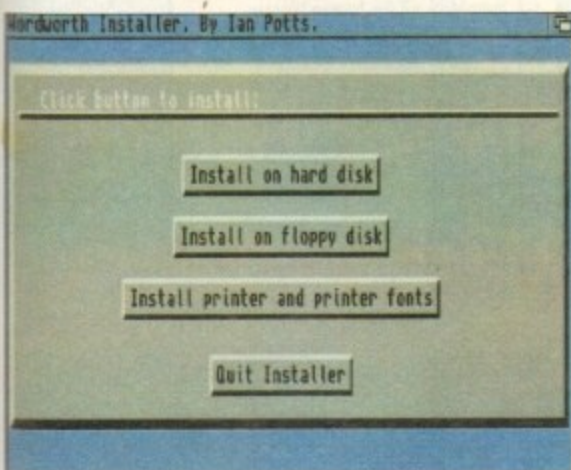 Wordworth Installer. By Ian Potts.
Click button to install:
Install on hard disk
Install on floppy disk
Install printer and printer fonts
Quit Installer